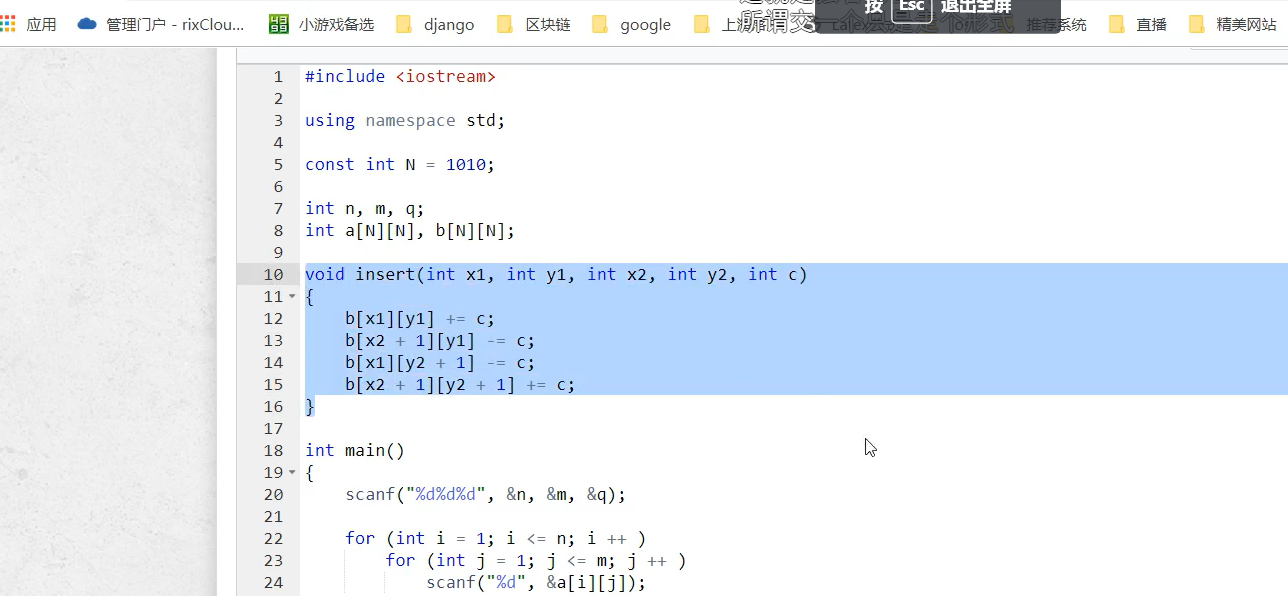 应用 管理门户 - rixClou... 小游戏备选 django 区块链 google 推荐系统 直播 精美网站
所谓交
按 Esc 退出全屏
1 #include <iostream>
2
3 using namespace std;
4
5 const int N = 1010;
6
7 int n, m, q;
8 int a[N][N], b[N][N];
9
10 void insert(int x1, int y1, int x2, int y2, int c)
11 {
12 b[x1][y1] += c;
13 b[x2 + 1][y1] -= c;
14 b[x1][y2 + 1] -= c;
15 b[x2 + 1][y2 + 1] += c;
16 }
17
18 int main()
19 {
20 scanf("%d%d%d", &n, &m, &q);
21
22 for (int i = 1; i <= n; i ++ )
23 for (int j = 1; j <= m; j ++ )
24 scanf("%d", &a[i][j]);